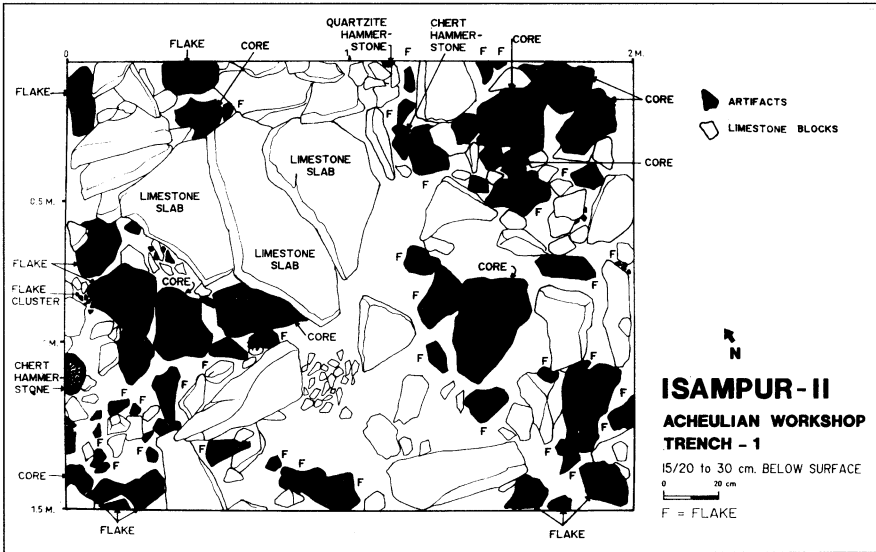 QUARTZITE
HAMMER-
STONE
CHERT
HAMMER-
STONE
FLAKE
CORE
F
F
F
CORE
0
1
2 M.
FLAKE
CORE
ARTIFACTS
F
F
LIMESTONE BLOCKS
LIMESTONE
SLAB
CORE
F
LIMESTONE
SLAB
0.5 M.
F
F
LIMESTONE
SLAB
F
FLAKE
CORE
F
FLAKE
CLUSTER
CORE
F
F
N
CORE
F
F
F
CHERT
HAMMER-
STONE
F
F
F
ISAMPUR-II
F
F
F
ACHEULIAN WORKSHOP
F
F
F
F
TRENCH - 1
F
F
F
F
15/20 to 30 cm. BELOW SURFACE
CORE
F
F
0
20 cm
1.5 M.
F = FLAKE
FLAKE
FLAKE